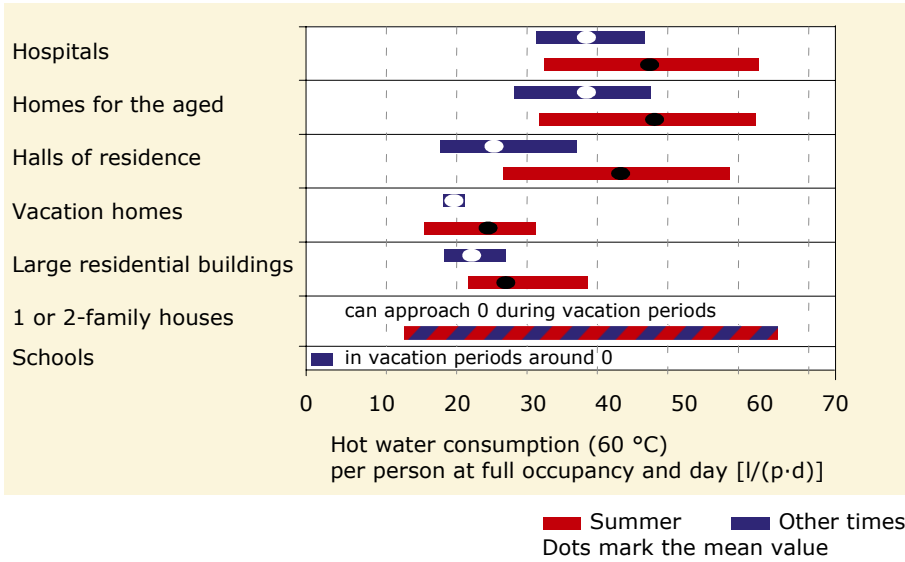 Hospitals
Homes for the aged
Halls of residence
Vacation homes
Large residential buildings
1 or 2-family houses
can approach 0 during vacation periods
Schools
in vacation periods around 0
0 10 20 30 40 50 60 70
Hot water consumption (60 °C)
per person at full occupancy and day [l/(p·d)]
Summer Other times
Dots mark the mean value